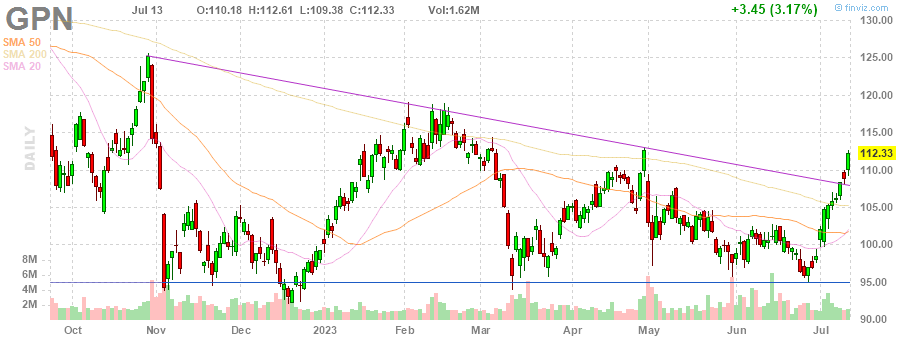 GPN
Jul 13 O:110.18 H:112.61 L:109.38 C:112.33 Vol:1.62M
+3.45 (3.17%)
© finviz.com
SMA 50
SMA 200
SMA 20
DAILY
130.00
125.00
120.00
115.00
112.33
110.00
105.00
100.00
95.00
90.00
8M
6M
4M
2M
Oct Nov Dec 2023 Feb Mar Apr May Jun Jul